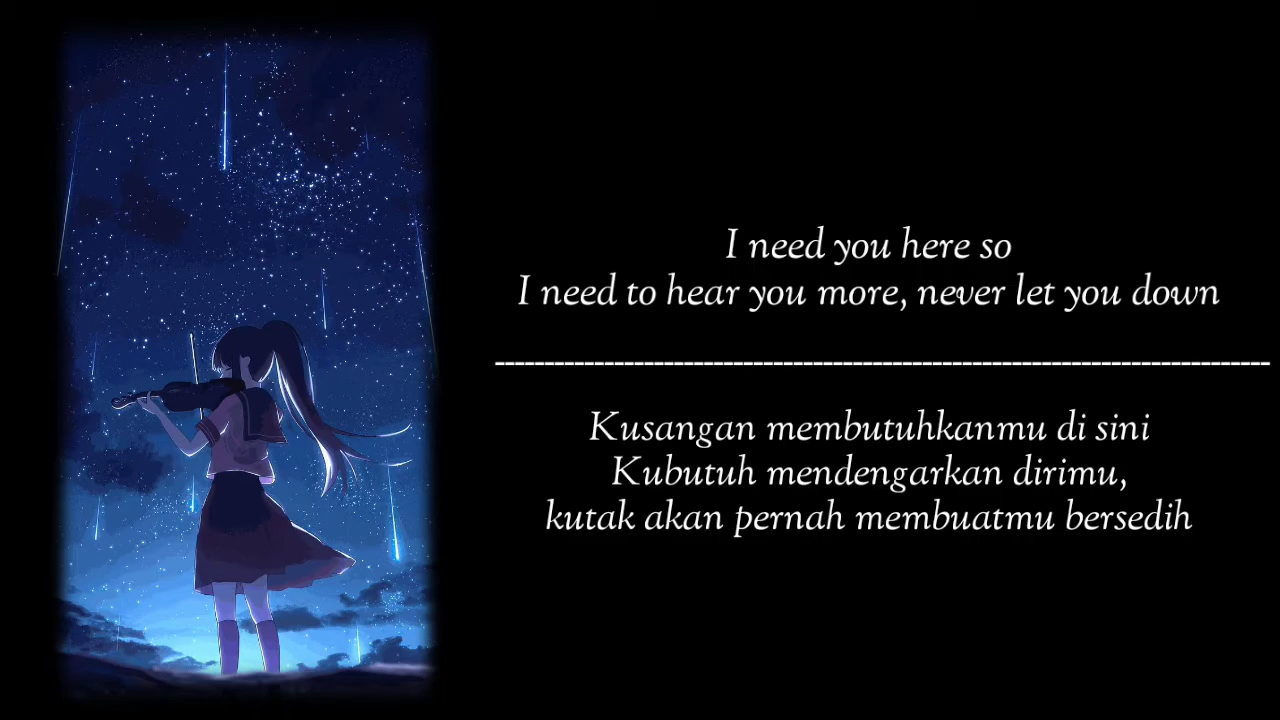 I need you here so
I need to hear you more, never let you down
Kusangan membutuhkanmu di sini
Kubutuh mendengarkan dirimu,
kutak akan pernah membuatmu bersedih